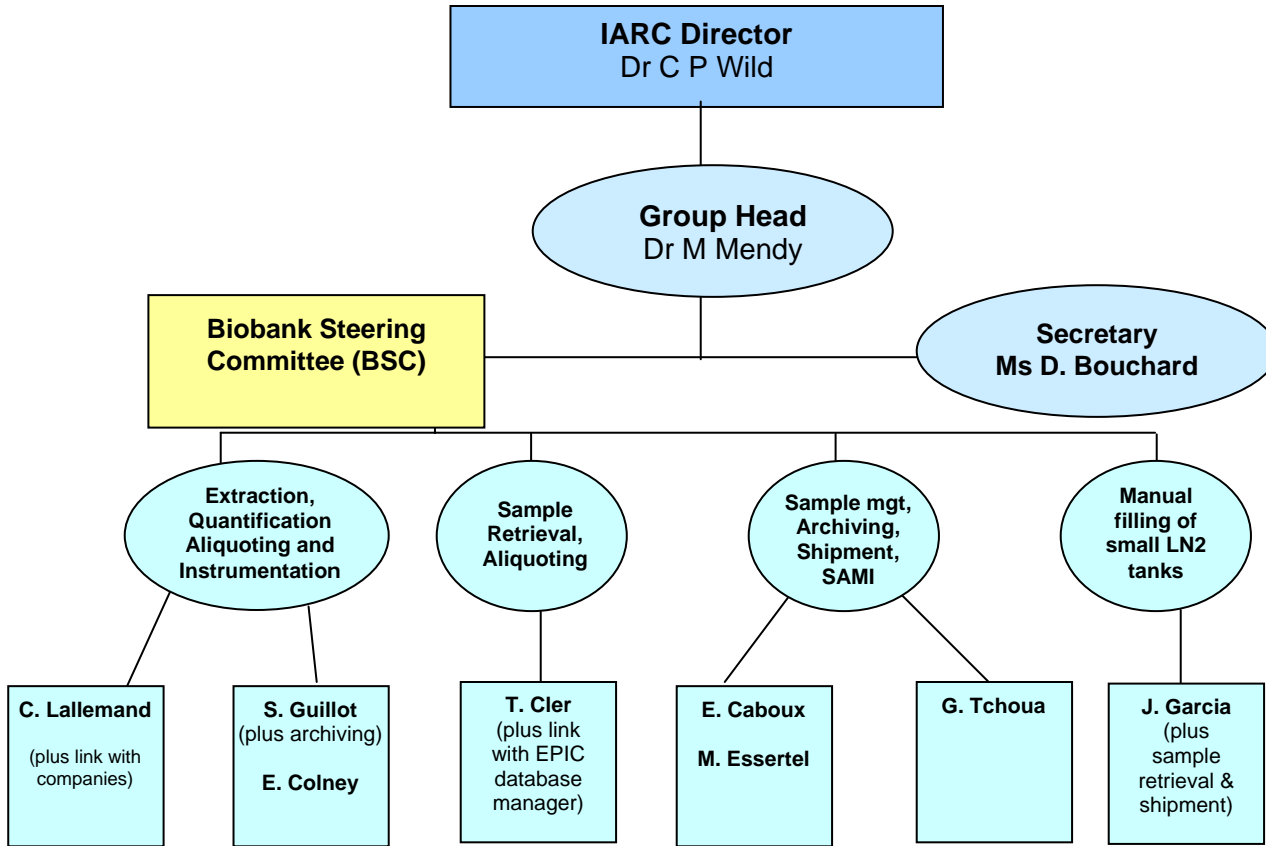 IARC Director
Dr C P Wild
Group Head
Dr M Mendy
Biobank Steering
Committee (BSC)
Secretary
Ms D. Bouchard
Extraction,
Quantification
Aliquoting and
Instrumentation
Sample
Retrieval,
Aliquoting
Sample mgt,
Archiving,
Shipment,
SAMI
Manual
filling of
small LN2
tanks
C. Lallemand
(plus link with
companies)
S. Guillot
(plus archiving)
E. Colney
T. Cler
(plus link
with EPIC
database
manager)
E. Caboux
M. Essertel
G. Tchoua
J. Garcia
(plus
sample
retrieval &
shipment)